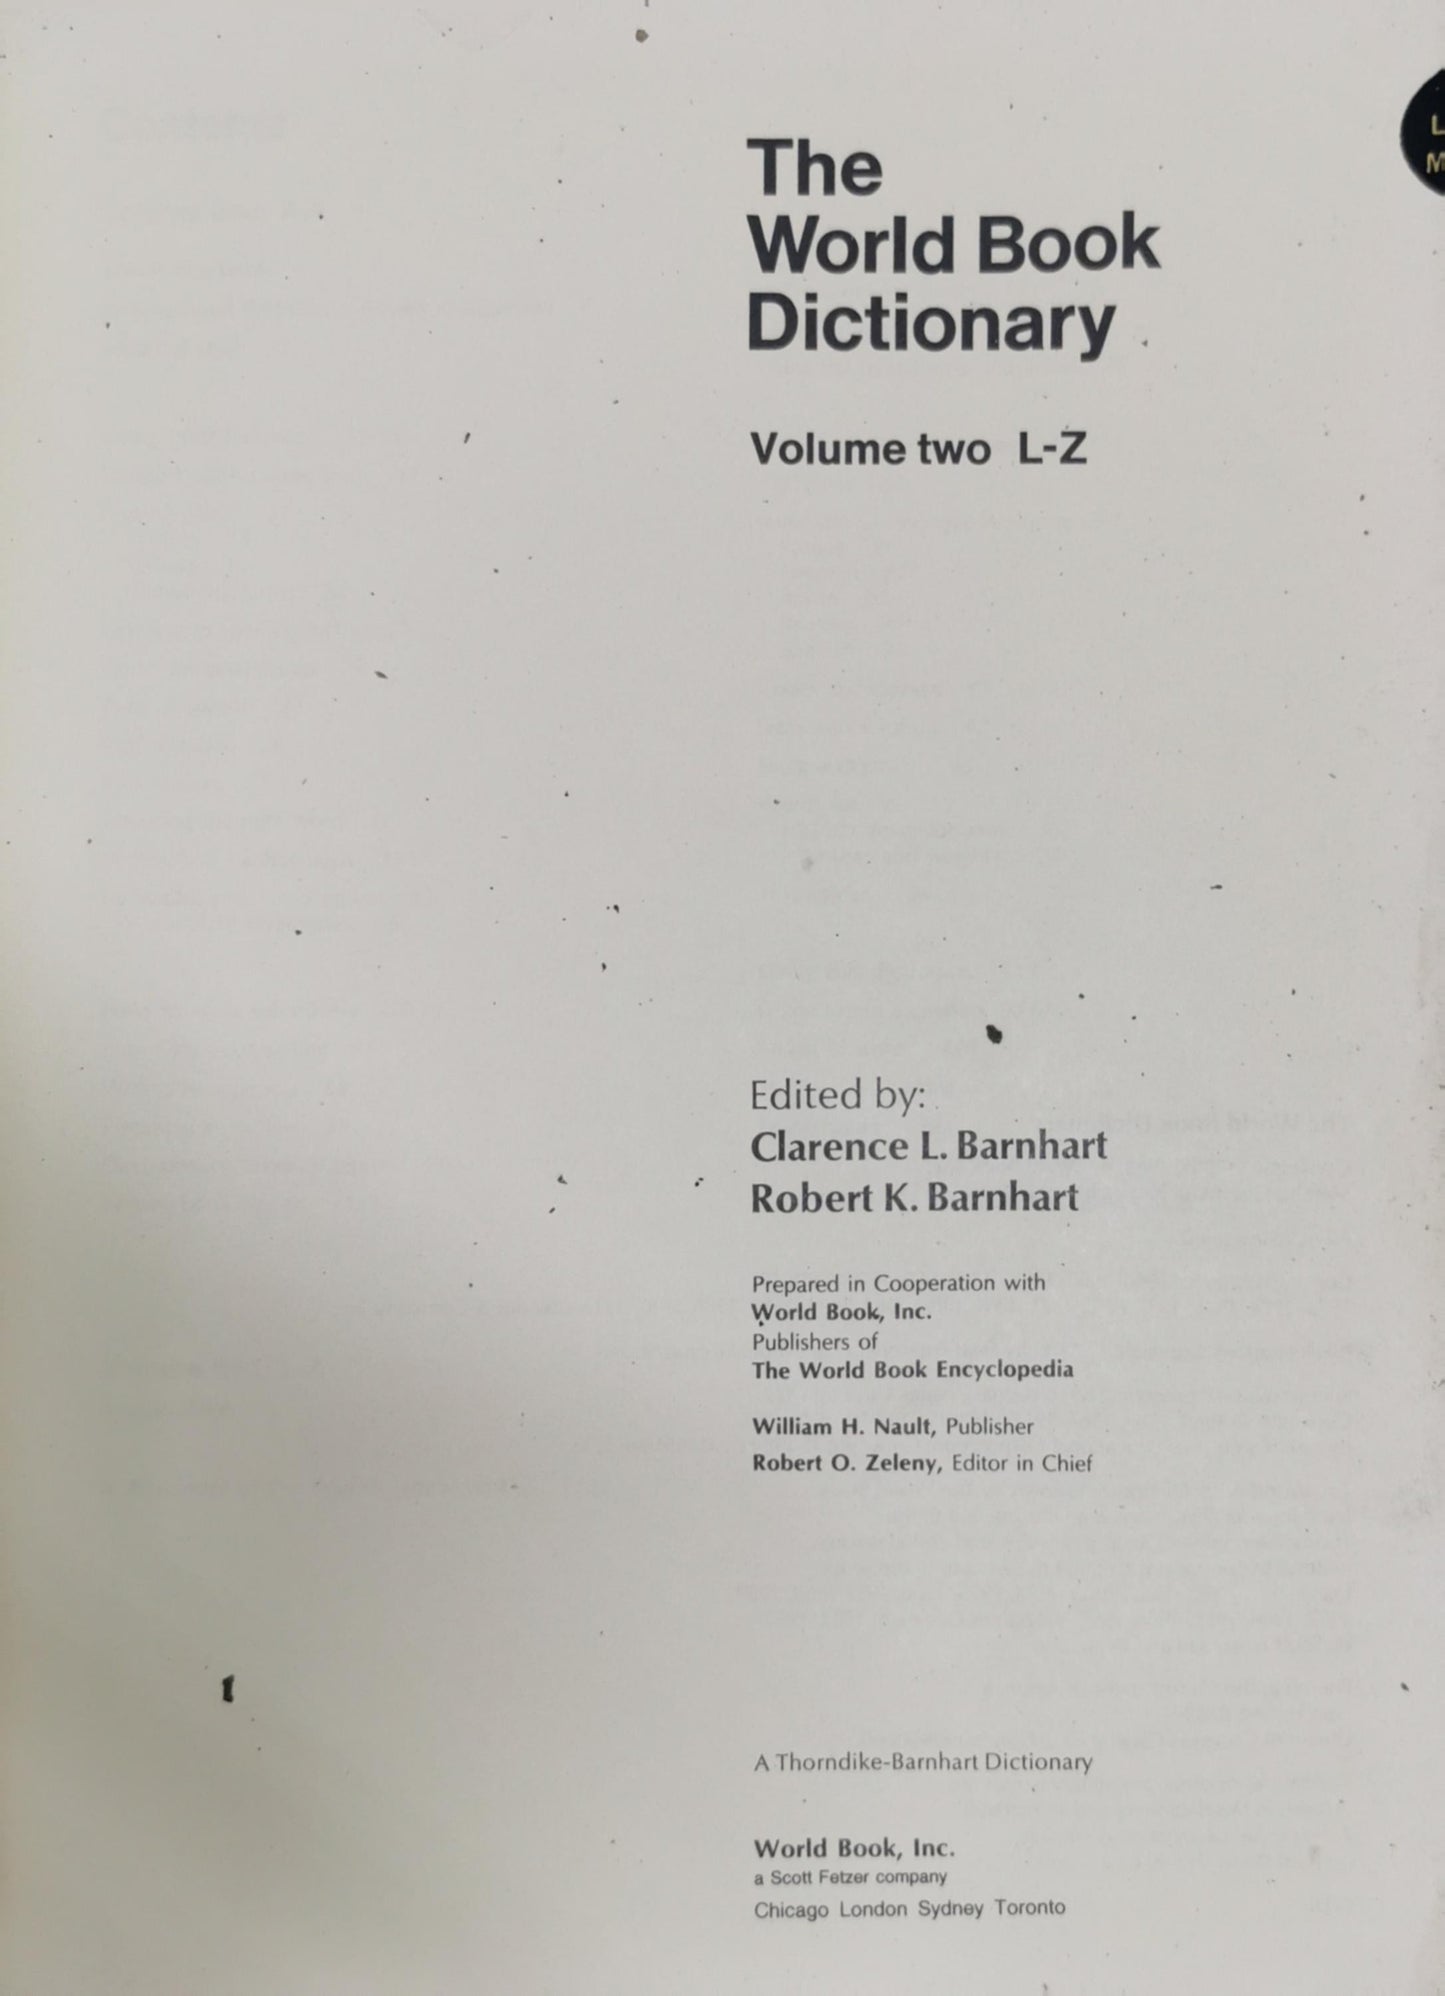 The
World Book
Dictionary
Volume two L-Z
Edited by:
Clarence L. Barnhart
Robert K. Barnhart
Prepared in Cooperation with
World Book, Inc.
Publishers of
The World Book Encyclopedia
William H. Nault, Publisher
Robert O. Zeleny, Editor in Chief
A Thorndike-Barnhart Dictionary
World Book, Inc.
a Scott Fetzer company
Chicago London Sydney Toronto
L
M